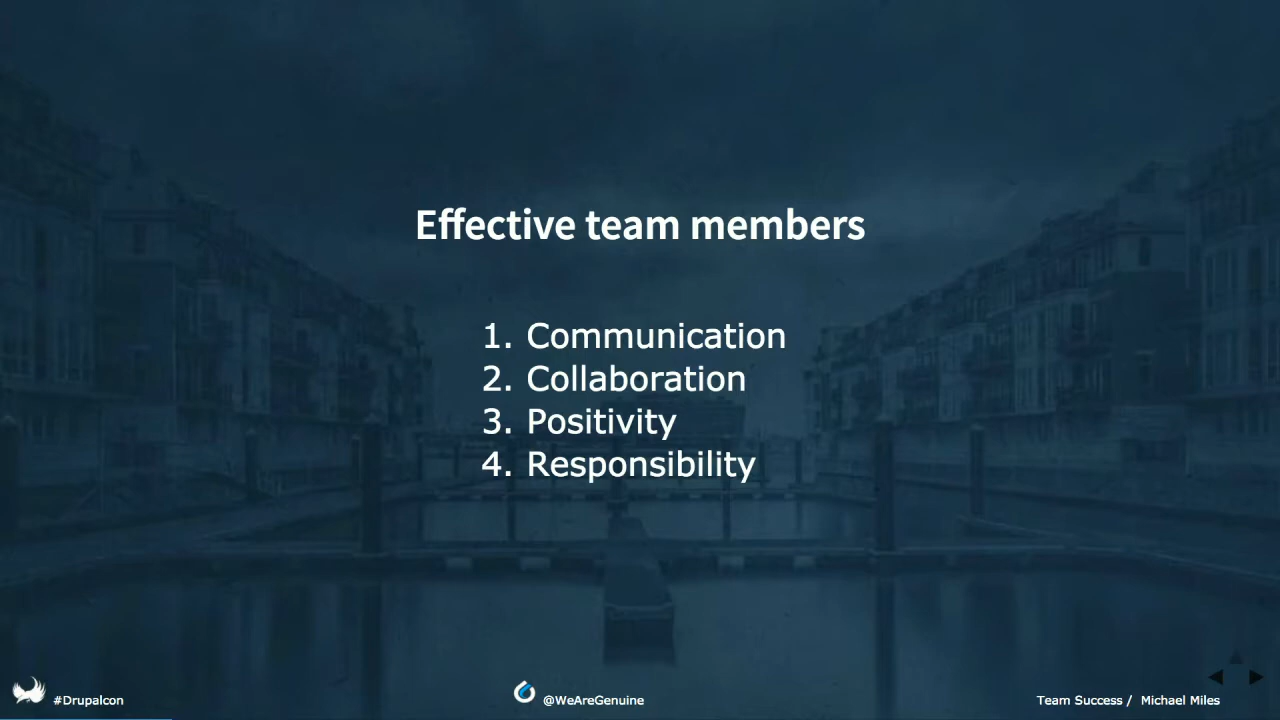 Effective team members
1. Communication
2. Collaboration
3. Positivity
4. Responsibility
#Drupalcon
@WeAreGenuine
Team Success / Michael Miles